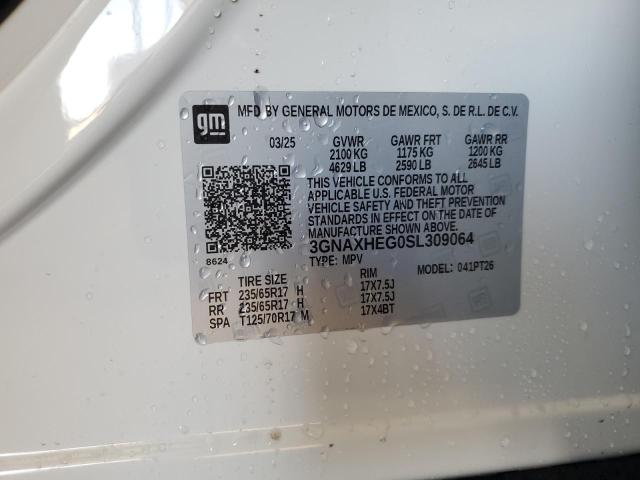 gm
MFD BY GENERAL MOTORS DE MEXICO, S. DE R.L. DE C.V.
03/25 GVWR GAWR FRT GAWR RR
2100 KG 1175 KG 1200 KG
4629 LB 2590 LB 2645 LB
THIS VEHICLE CONFORMS TO ALL
APPLICABLE U.S. FEDERAL MOTOR
VEHICLE SAFETY AND THEFT PREVENTION
STANDARDS IN EFFECT ON THE DATE OF
MANUFACTURE SHOWN ABOVE.
3GNAXHEG0SL309064
8624 TYPE: MPV MODEL: 041PT26
TIRE SIZE RIM
FRT 235/65R17 H 17X7.5J
RR 235/65R17 H 17X7.5J
SPA T125/70R17 M 17X4BT